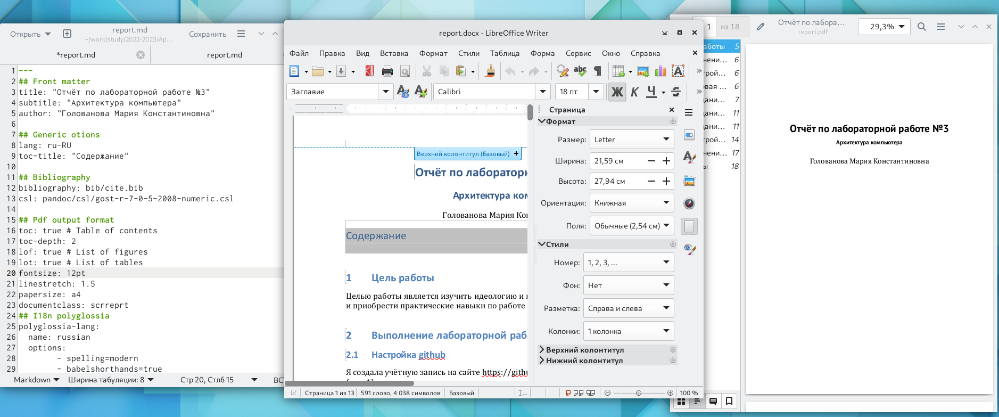 Открыть
report.md
~/work/study/2022-2023/Ар…
Сохранить
*report.md
report.md
1 ---
2 ## Front matter
3 title: "Отчёт по лабораторной работе №3"
4 subtitle: "Архитектура компьютера"
5 author: "Голованова Мария Константиновна"
6
7 ## Generic otions
8 lang: ru-RU
9 toc-title: "Содержание"
10
11 ## Bibliography
12 bibliography: bib/cite.bib
13 csl: pandoc/csl/gost-r-7-0-5-2008-numeric.csl
14
15 ## Pdf output format
16 toc: true # Table of contents
17 toc-depth: 2
18 lof: true # List of figures
19 lot: true # List of tables
20 fontsize: 12pt
21 linestretch: 1.5
22 papersize: a4
23 documentclass: scrreprt
24 ## I18n polyglossia
25 polyglossia-lang:
26 name: russian
27 options:
28 - spelling=modern
29 - babelshorthands=true
Markdown Ширина табуляции: 8 Стр 20, Стлб 15 ВС
report.docx - LibreOffice Writer
Файл Правка Вид Вставка Формат Стили Таблица Форма Сервис Окно Справка
Заглавие Calibri 18 пт Ж К Ч S
Верхний колонтитул (Базовый) +
Отчёт по лабораторн
Архитектура ком
Голованова Мария Кон
Содержание
1 Цель работы
Целью работы является изучить идеологию и
и приобрести практические навыки по работе
2 Выполнение лабораторной раб
2.1 Настройка github
Я создала учётную запись на сайте https://githu
Страница
Формат
Размер: Letter
Ширина: 21,59 см
Высота: 27,94 см
Ориентация: Книжная
Поля: Обычные (2,54 см)
Стили
Номер: 1, 2, 3, ...
Фон: Нет
Разметка: Справа и слева
Колонки: 1 колонка
Верхний колонтитул
Нижний колонтитул
Страница 1 из 13 591 слово, 4 038 символов Базовый 100 %
1 из 18
Отчёт по лабора…
report.pdf
29,3%
аботы 5
нени… 6
трой… 6
овая … 6
дани… 7
дани… 11
дани… 11
трой… 14
нени… 17
ы 18
Отчёт по лабораторной работе №3
Архитектура компьютера
Голованова Мария Константиновна